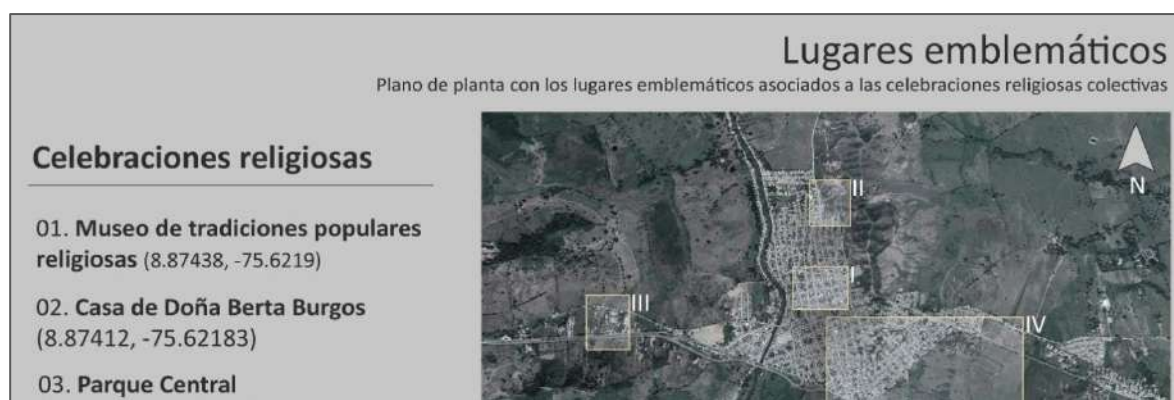 Lugares emblemáticos
Plano de planta con los lugares emblemáticos asociados a las celebraciones religiosas colectivas
Celebraciones religiosas
01. Museo de tradiciones populares
religiosas (8.87438, -75.6219)
02. Casa de Doña Berta Burgos
(8.87412, -75.62183)
03. Parque Central
N
II
I
III
IV